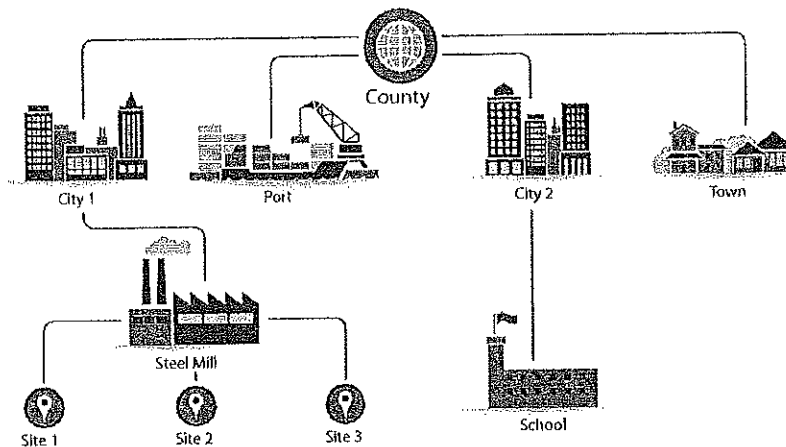 County
City 1
Port
City 2
Town
Steel Mill
School
Site 1
Site 2
Site 3